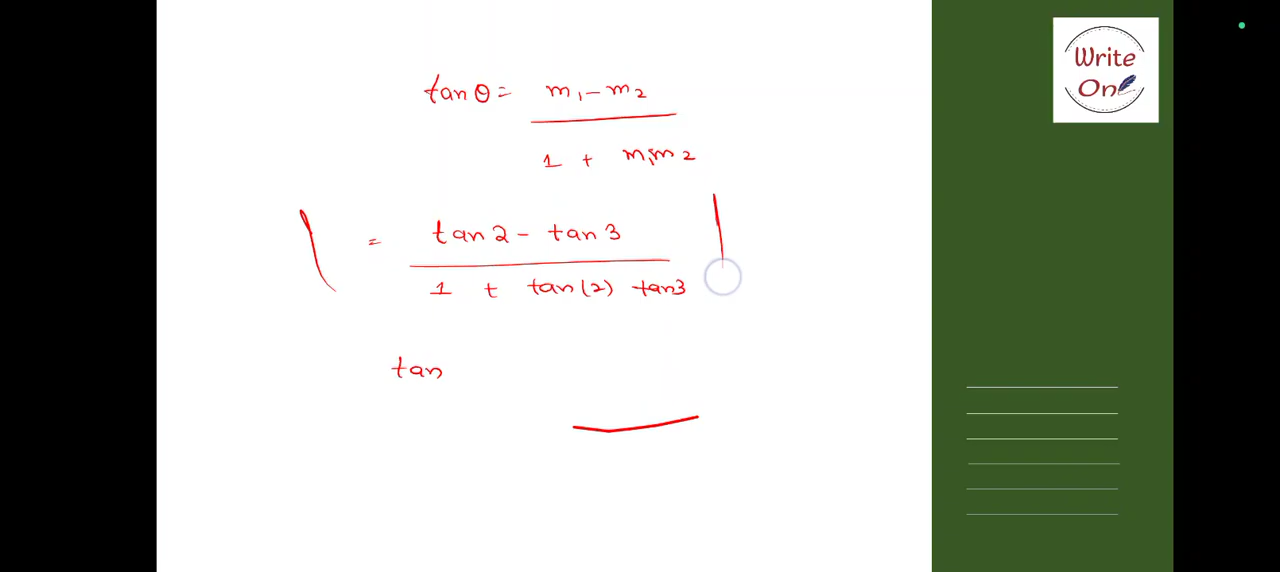 tan θ = m₁ - m₂
1 + m₁m₂
= tan 2 - tan 3
1 + tan(2) tan3
tan
Write
On